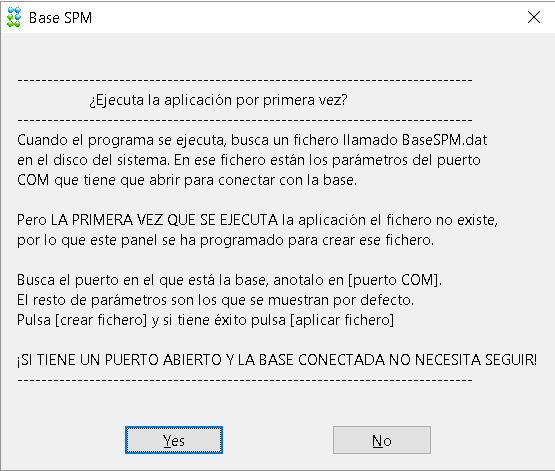 Base SPM
----------------------------------------------------------------------------
¿Ejecuta la aplicación por primera vez?
----------------------------------------------------------------------------
Cuando el programa se ejecuta, busca un fichero llamado BaseSPM.dat
en el disco del sistema. En ese fichero están los parámetros del puerto
COM que tiene que abrir para conectar con la base.
Pero LA PRIMERA VEZ QUE SE EJECUTA la aplicación el fichero no existe,
por lo que este panel se ha programado para crear ese fichero.
Busca el puerto en el que está la base, anotalo en [puerto COM].
El resto de parámetros son los que se muestran por defecto.
Pulsa [crear fichero] y si tiene éxito pulsa [aplicar fichero]
¡SI TIENE UN PUERTO ABIERTO Y LA BASE CONECTADA NO NECESITA SEGUIR!
----------------------------------------------------------------------------
Yes No